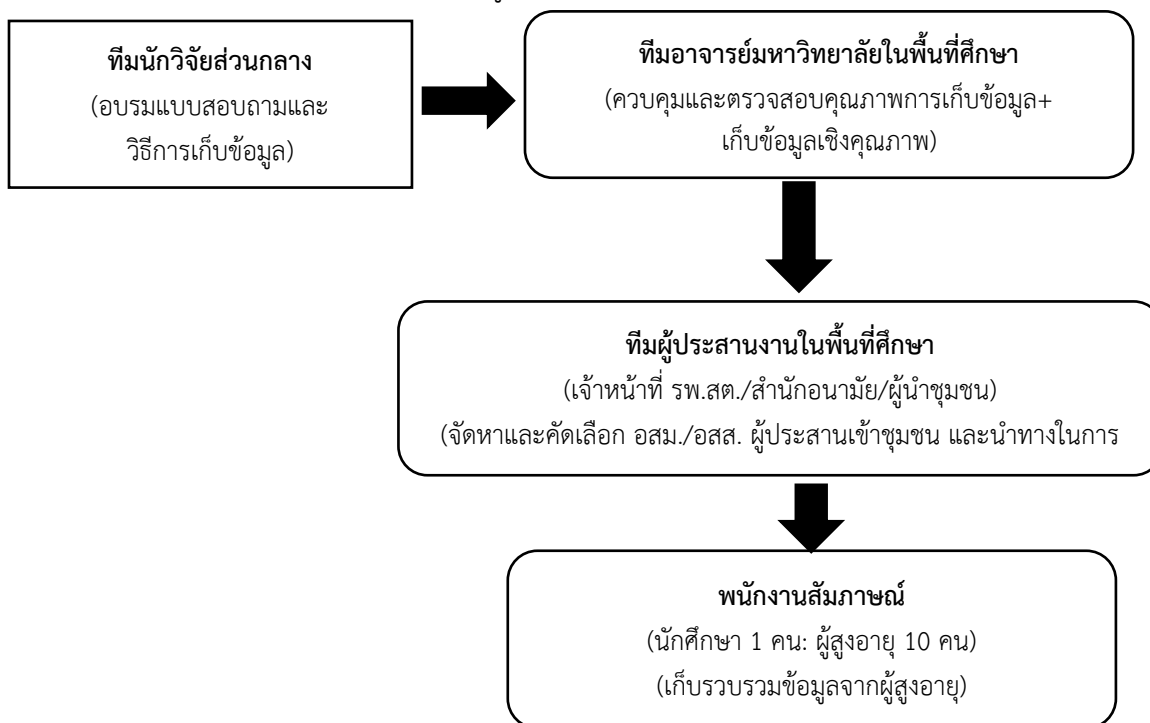 ทีมนักวิจัยส่วนกลาง
(อบรมแบบสอบถามและ
วิธีการเก็บข้อมูล)
ทีมอาจารย์มหาวิทยาลัยในพื้นที่ศึกษา
(ควบคุมและตรวจสอบคุณภาพการเก็บข้อมูล+
เก็บข้อมูลเชิงคุณภาพ)
ทีมผู้ประสานงานในพื้นที่ศึกษา
(เจ้าหน้าที่ รพ.สต./สำนักอนามัย/ผู้นำชุมชน)
(จัดหาและคัดเลือก อสม./อสส. ผู้ประสานเข้าชุมชน และนำทางในการ
พนักงานสัมภาษณ์
(นักศึกษา 1 คน: ผู้สูงอายุ 10 คน)
(เก็บรวบรวมข้อมูลจากผู้สูงอายุ)